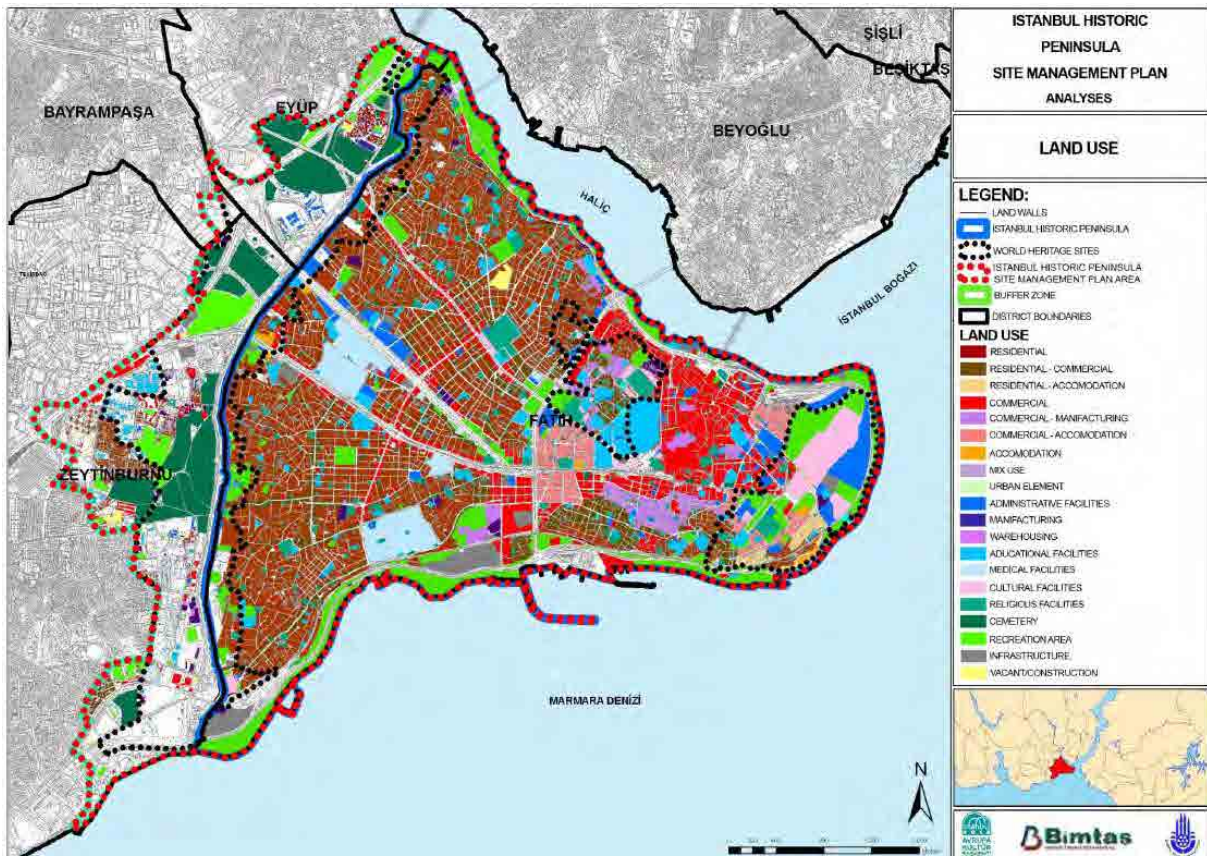 ISTANBUL HISTORIC
PENINSULA
SITE MANAGEMENT PLAN
ANALYSES
LAND USE
LEGEND:
LAND WALLS
ISTANBUL HISTORIC PENINSULA
WORLD HERITAGE SITES
ISTANBUL HISTORIC PENINSULA
SITE MANAGEMENT PLAN AREA
BUFFER ZONE
DISTRICT BOUNDARIES
LAND USE
RESIDENTIAL
RESIDENTIAL - COMMERCIAL
RESIDENTIAL - ACCOMODATION
COMMERCIAL
COMMERCIAL - MANIFACTURING
COMMERCIAL - ACCOMODATION
ACCOMODATION
MIX USE
URBAN ELEMENT
ADMINISTRATIVE FACILITIES
MANIFACTURING
WAREHOUSING
ADUCATIONAL FACILITIES
MEDICAL FACILITIES
CULTURAL FACILITIES
RELIGIOUS FACILITIES
CEMETERY
RECREATION AREA
INFRASTRUCTURE
VACANT/CONSTRUCTION
ŞİŞLİ
BEŞİKTAŞ
BAYRAMPAŞA
EYÜP
BEYOĞLU
HALİÇ
İSTANBUL BOĞAZI
FATİH
ZEYTİNBURNU
MARMARA DENİZİ
N
AVRUPA
KÜLTÜR
Bimtaş